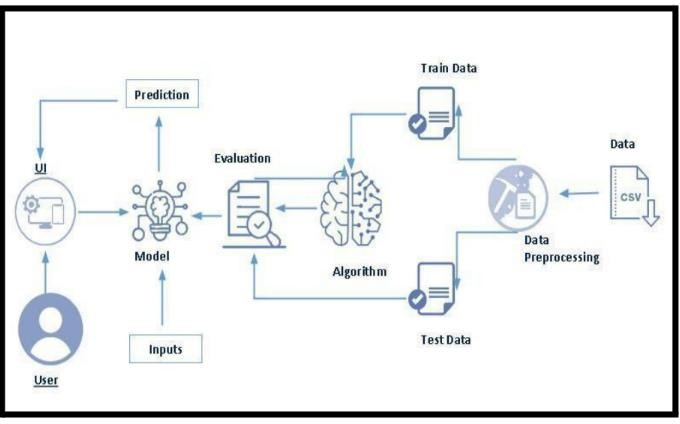 Train Data
Prediction
Data
Evaluation
UI
CSV
Model
Data
Preprocessing
Algorithm
Inputs
Test Data
User